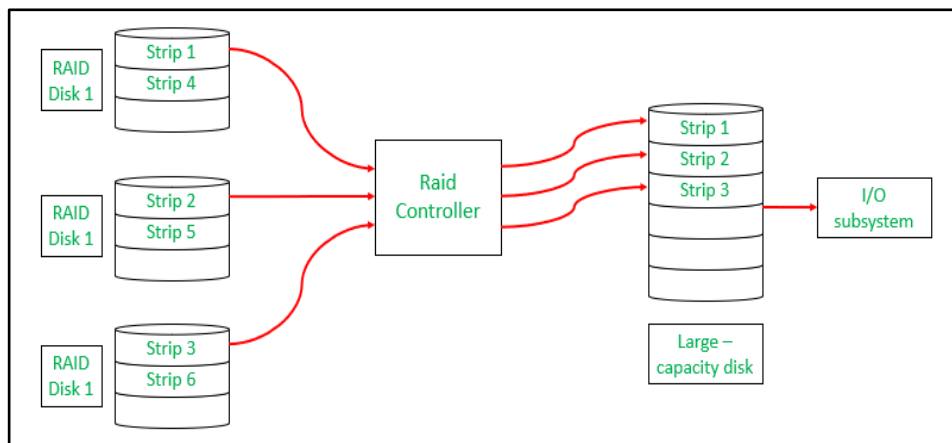 RAID
Disk 1
Strip 1
Strip 4
RAID
Disk 1
Strip 2
Strip 5
RAID
Disk 1
Strip 3
Strip 6
Raid
Controller
Strip 1
Strip 2
Strip 3
Large –
capacity disk
I/O
subsystem